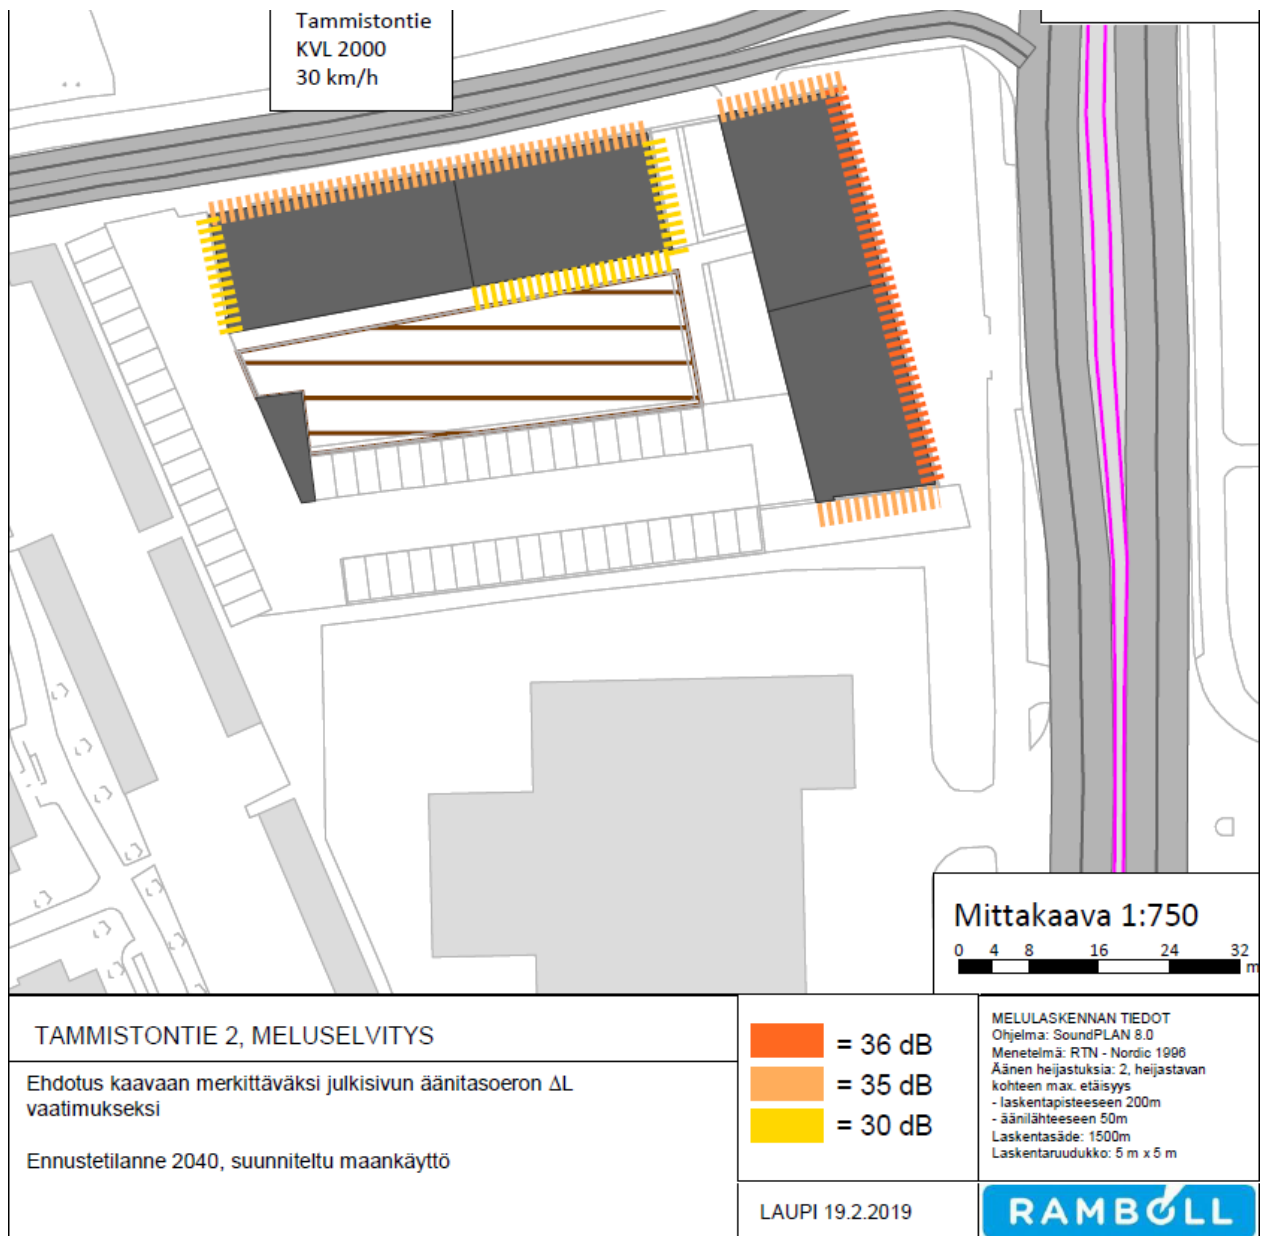 Tammistontie
KVL 2000
30 km/h
Mittakaava 1:750
0 4 8 16 24 32
m
TAMMISTONTIE 2, MELUSELVITYS
Ehdotus kaavaan merkittäväksi julkisivun äänitasoeron ΔL
vaatimukseksi
Ennustetilanne 2040, suunniteltu maankäyttö
= 36 dB
= 35 dB
= 30 dB
LAUPI 19.2.2019
MELULASKENNAN TIEDOT
Ohjelma: SoundPLAN 8.0
Menetelmä: RTN - Nordic 1996
Äänen heijastuksia: 2, heijastavan
kohteen max. etäisyys
- laskentapisteeseen 200m
- äänilähteeseen 50m
Laskentasäde: 1500m
Laskentaruudukko: 5 m x 5 m
RAMBOLL